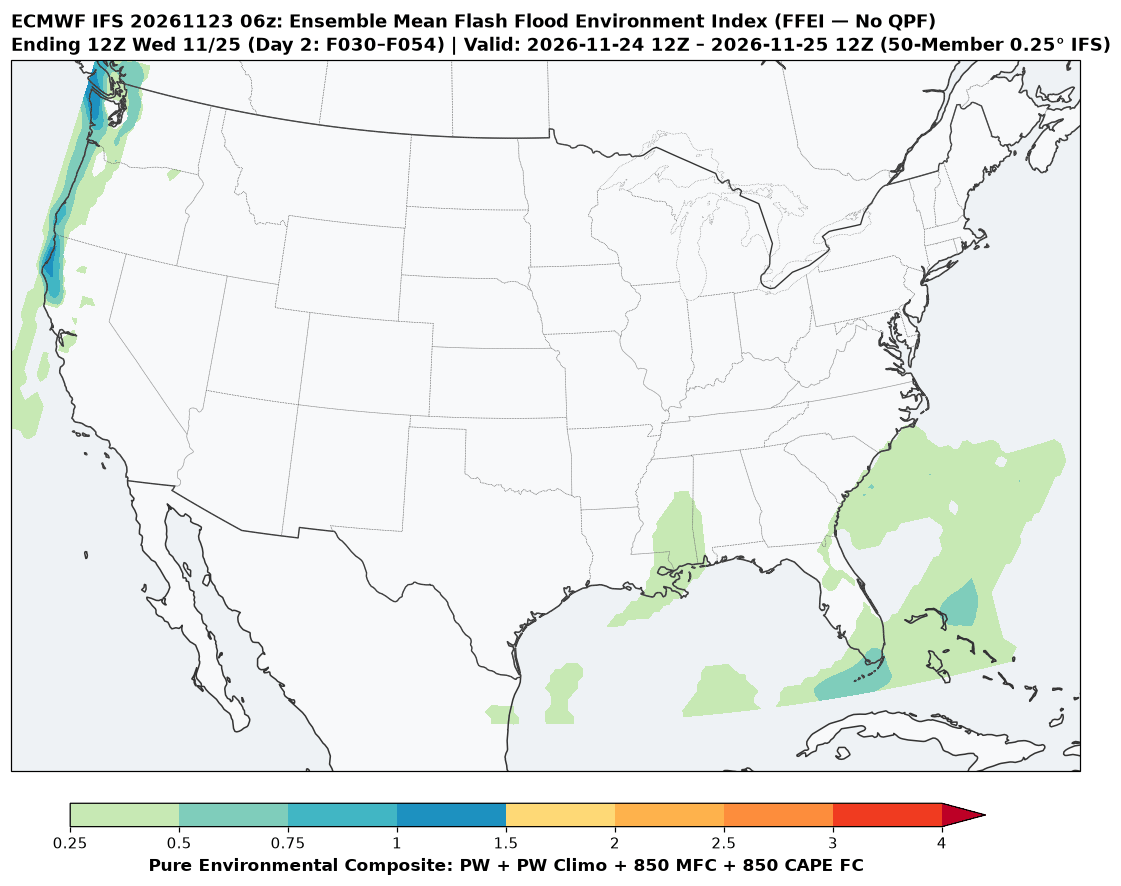 ECMWF IFS 20261123 06z: Ensemble Mean Flash Flood Environment Index (FFEI — No QPF)
Ending 12Z Wed 11/25 (Day 2: F030–F054) | Valid: 2026-11-24 12Z – 2026-11-25 12Z (50-Member 0.25° IFS)
0.25 0.5 0.75 1 1.5 2 2.5 3 4
Pure Environmental Composite: PW + PW Climo + 850 MFC + 850 CAPE FC